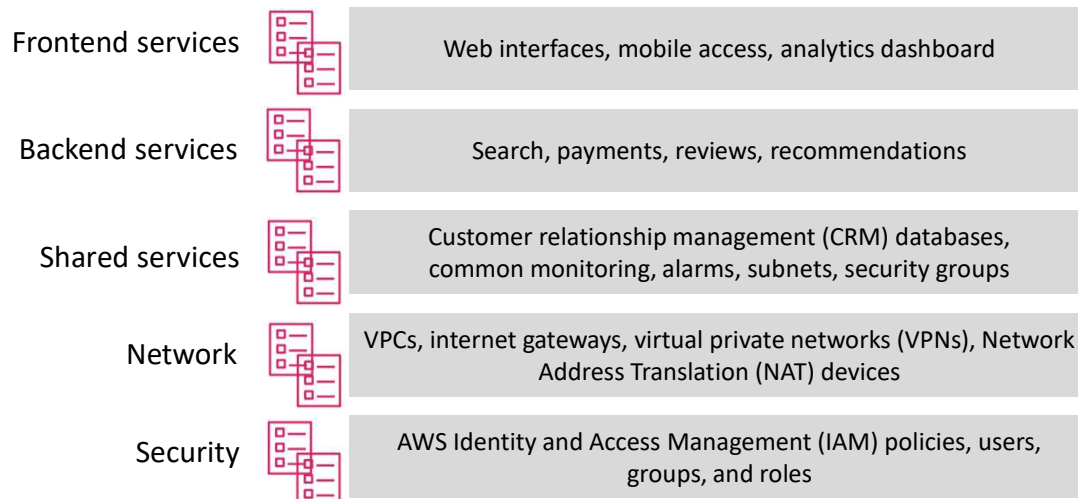 Frontend services
Web interfaces, mobile access, analytics dashboard
Backend services
Search, payments, reviews, recommendations
Shared services
Customer relationship management (CRM) databases,
common monitoring, alarms, subnets, security groups
Network
VPCs, internet gateways, virtual private networks (VPNs), Network
Address Translation (NAT) devices
Security
AWS Identity and Access Management (IAM) policies, users,
groups, and roles